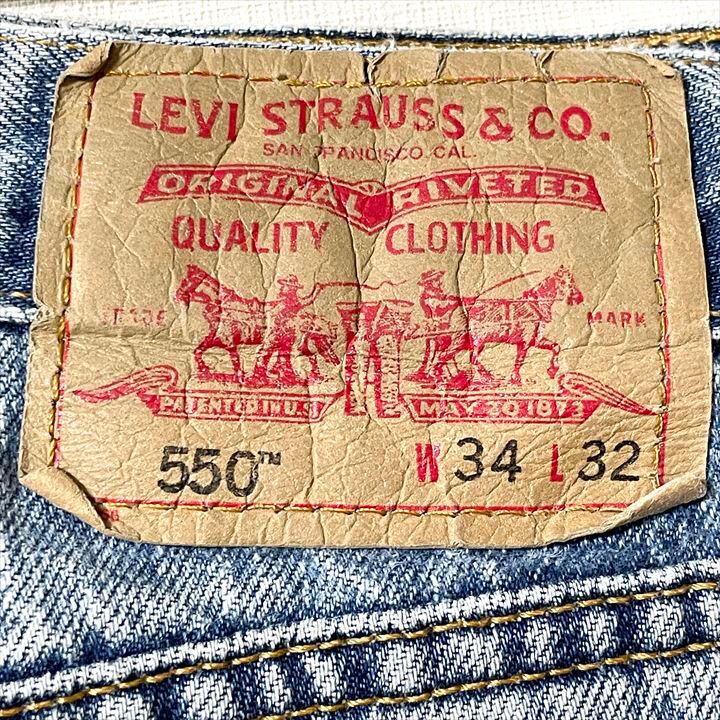 LEVI STRAUSS & CO.
SAN FRANCISCO CAL.
ORIGINAL RIVETED
QUALITY CLOTHING
MARK
PATENTED IN U.S. MAY 20 1873
550™ W 34 L 32